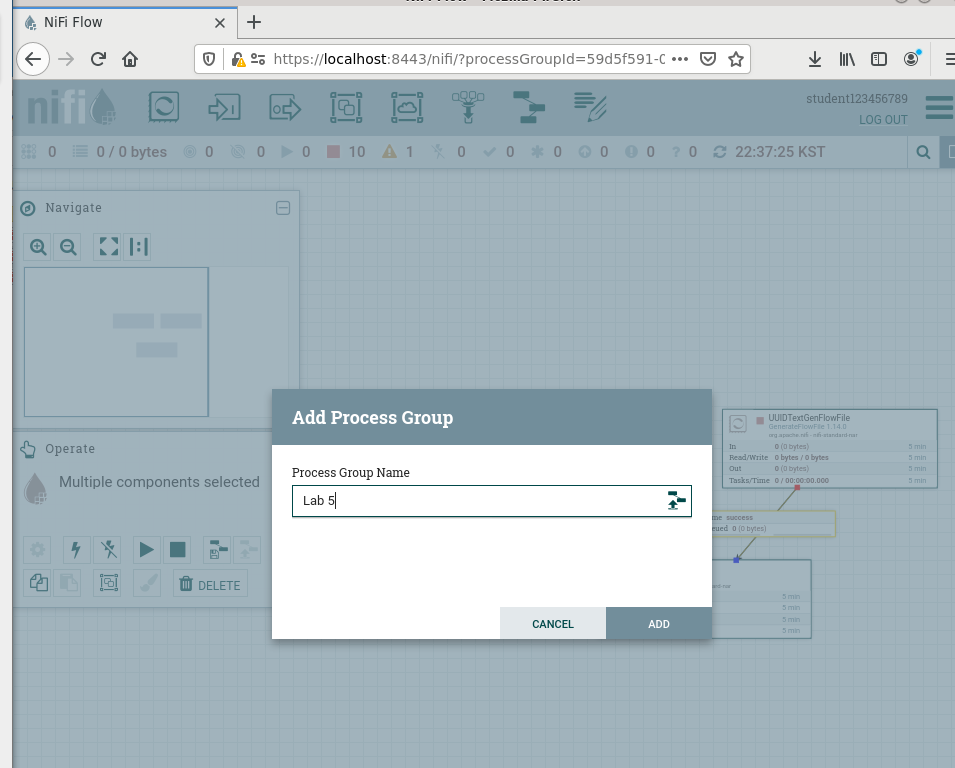 NiFi Flow
https://localhost:8443/nifi/?processGroupId=59d5f591-0
nifi
student123456789
LOG OUT
0 0 / 0 bytes 0 0 0 10 1 0 0 0 0 0 ? 0 22:37:25 KST
Navigate
Operate
Multiple components selected
DELETE
Add Process Group
Process Group Name
Lab 5
CANCEL ADD
UUIDTextGenFlowFile
GenerateFlowFile 1.14.0
org.apache.nifi - nifi-standard-nar
In 0 (0 bytes) 5 min
Read/Write 0 bytes / 0 bytes 5 min
Out 0 (0 bytes) 5 min
Tasks/Time 0 / 00:00:00.000 5 min
me success
eued 0 (0 bytes)
5 min
5 min
5 min
5 min